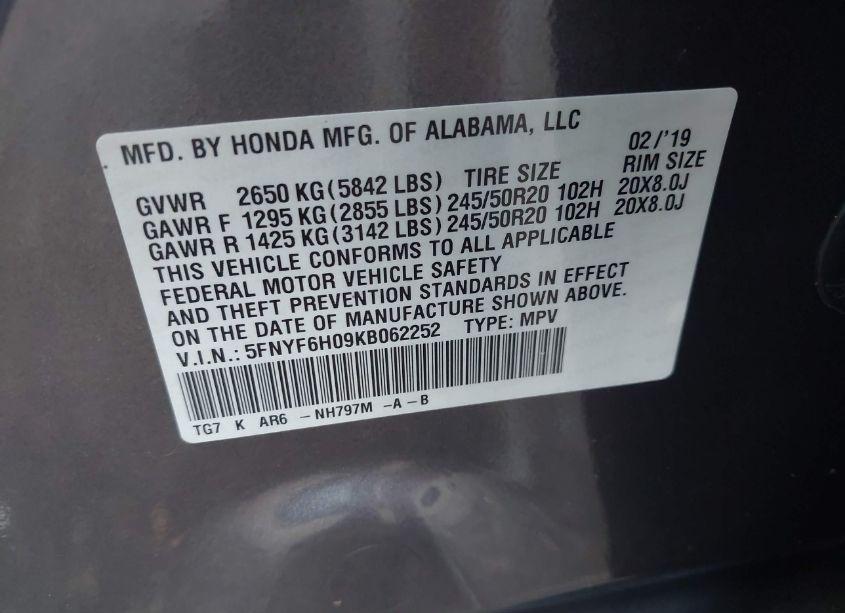 MFD. BY HONDA MFG. OF ALABAMA, LLC 02/'19
GVWR 2650 KG (5842 LBS) TIRE SIZE RIM SIZE
GAWR F 1295 KG (2855 LBS) 245/50R20 102H 20X8.0J
GAWR R 1425 KG (3142 LBS) 245/50R20 102H 20X8.0J
THIS VEHICLE CONFORMS TO ALL APPLICABLE
FEDERAL MOTOR VEHICLE SAFETY
AND THEFT PREVENTION STANDARDS IN EFFECT
ON THE DATE OF MANUFACTURE SHOWN ABOVE.
V.I.N.: 5FNYF6H09KB062252 TYPE: MPV
TG7 K AR6 -NH797M -A-B